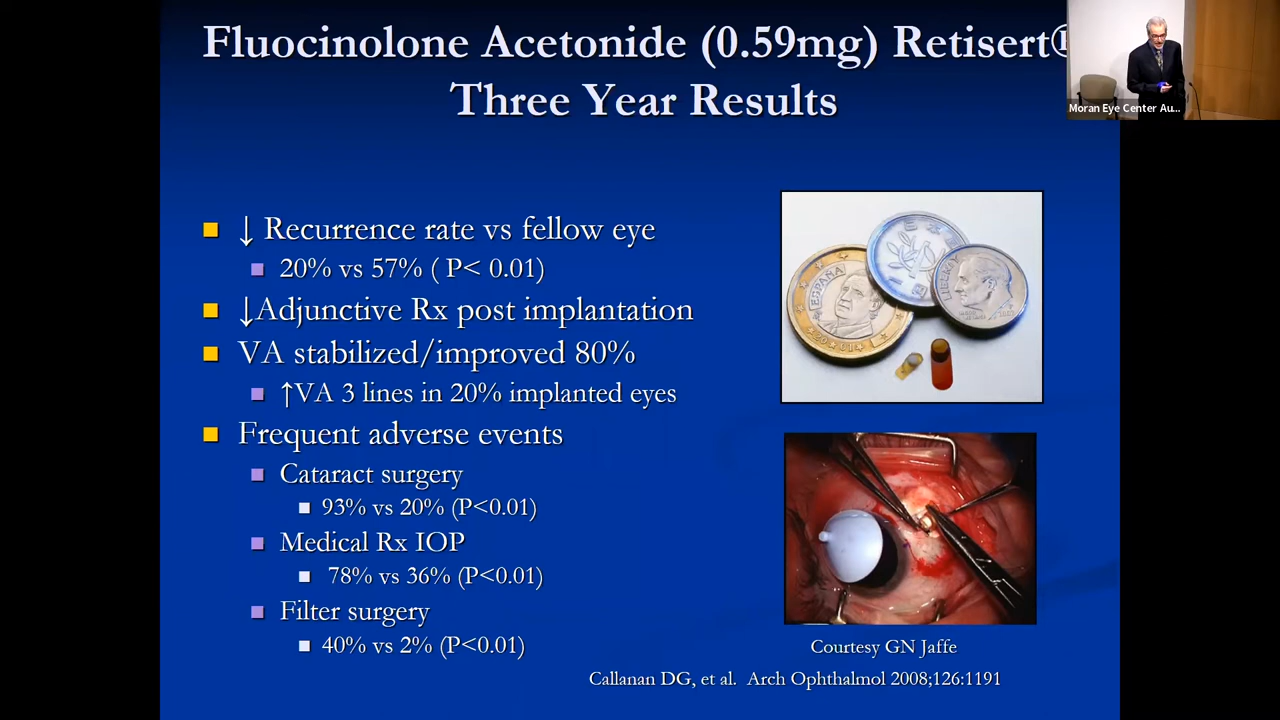 Fluocinolone Acetonide (0.59mg) Retisert®
Three Year Results
Moran Eye Center Au...
■ ↓ Recurrence rate vs fellow eye
■ 20% vs 57% ( P< 0.01)
■ ↓Adjunctive Rx post implantation
■ VA stabilized/improved 80%
■ ↑VA 3 lines in 20% implanted eyes
■ Frequent adverse events
■ Cataract surgery
■ 93% vs 20% (P<0.01)
■ Medical Rx IOP
■ 78% vs 36% (P<0.01)
■ Filter surgery
■ 40% vs 2% (P<0.01)
ESPAÑA
LIBERTY
Courtesy GN Jaffe
Callanan DG, et al. Arch Ophthalmol 2008;126:1191